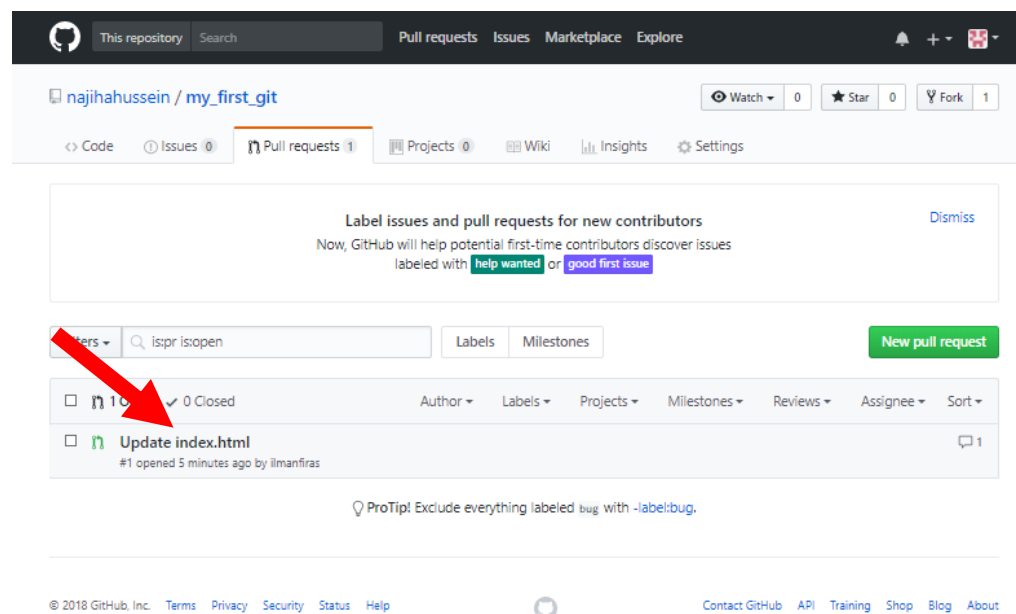 This repository Search Pull requests Issues Marketplace Explore
najihahussein / my_first_git Watch 0 Star 0 Fork 1
Code Issues 0 Pull requests 1 Projects 0 Wiki Insights Settings
Label issues and pull requests for new contributors Dismiss
Now, GitHub will help potential first-time contributors discover issues
labeled with help wanted or good first issue
is:pr is:open Labels Milestones New pull request
1 0 Closed Author Labels Projects Milestones Reviews Assignee Sort
Update index.html 1
#1 opened 5 minutes ago by ilmanfiras
ProTip! Exclude everything labeled bug with -label:bug.
© 2018 GitHub, Inc. Terms Privacy Security Status Help Contact GitHub API Training Shop Blog About